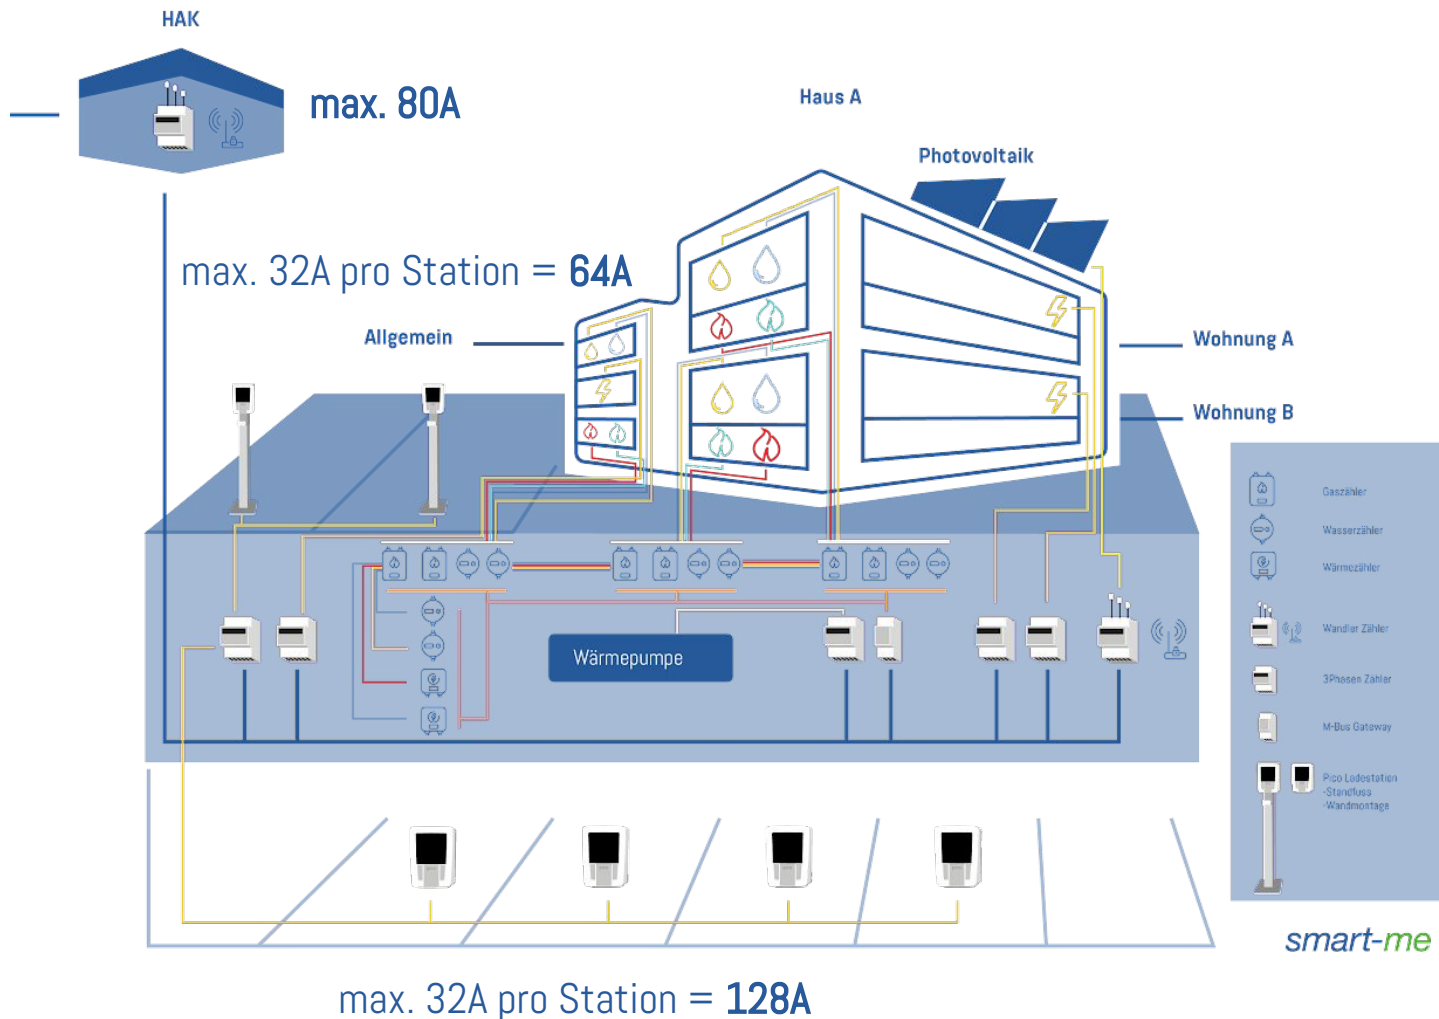 HAK
max. 80A
Haus A
Photovoltaik
max. 32A pro Station = 64A
Allgemein
Wohnung A
Wohnung B
Gaszähler
Wasserzähler
Wärmezähler
Wandler Zähler
3Phasen Zähler
M-Bus Gateway
Pico Ladestation
-Standfuss
-Wandmontage
Wärmepumpe
smart-me
max. 32A pro Station = 128A